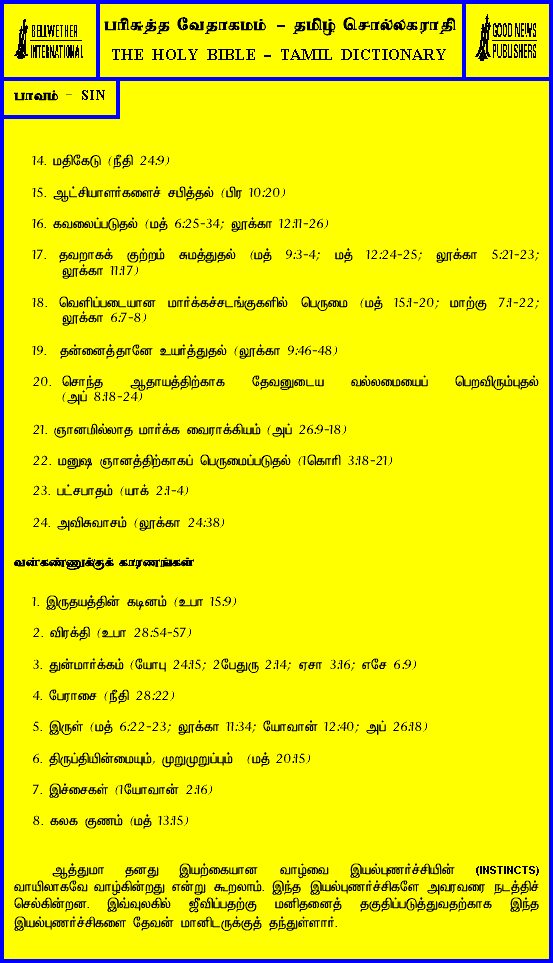 BELLWETHER
INTERNATIONAL
பரிசுத்த வேதாகமம் - தமிழ் சொல்லகராதி
THE HOLY BIBLE - TAMIL DICTIONARY
GOOD NEWS
PUBLISHERS
பாவம் - SIN
14. மதிகேடு (நீதி 24:9)
15. ஆட்சியாளர்களைச் சபித்தல் (பிர 10:20)
16. கவலைப்படுதல் (மத் 6:25-34; லூக்கா 12:11-26)
17. தவறாகக் குற்றம் சுமத்துதல் (மத் 9:3-4; மத் 12:24-25; லூக்கா 5:21-23;
லூக்கா 11:17)
18. வெளிப்படையான மார்க்கச்சடங்குகளில் பெருமை (மத் 15:1-20; மாற்கு 7:1-22;
லூக்கா 6:7-8)
19. தன்னைத்தானே உயர்த்துதல் (லூக்கா 9:46-48)
20. சொந்த ஆதாயத்திற்காக தேவனுடைய வல்லமையைப் பெறவிரும்புதல்
(அப் 8:18-24)
21. ஞானமில்லாத மார்க்க வைராக்கியம் (அப் 26:9-18)
22. மனுஷ ஞானத்திற்காகப் பெருமைப்படுதல் (1கொரி 3:18-21)
23. பட்சபாதம் (யாக் 2:1-4)
24. அவிசுவாசம் (லூக்கா 24:38)
வன்கண்ணுக்குக் காரணங்கள்
1. இருதயத்தின் கடினம் (உபா 15:9)
2. விரக்தி (உபா 28:54-57)
3. துன்மார்க்கம் (யோபு 24:15; 2பேதுரு 2:14; ஏசா 3:16; எசே 6:9)
4. பேராசை (நீதி 28:22)
5. இருள் (மத் 6:22-23; லூக்கா 11:34; யோவான் 12:40; அப் 26:18)
6. திருப்தியின்மையும், முறுமுறுப்பும் (மத் 20:15)
7. இச்சைகள் (1யோவான் 2:16)
8. கலக குணம் (மத் 13:15)
ஆத்துமா தனது இயற்கையான வாழ்வை இயல்புணர்ச்சியின் (INSTINCTS)
வாயிலாகவே வாழ்கின்றது என்று கூறலாம். இந்த இயல்புணர்ச்சிகளே அவரவரை நடத்திச்
செல்கின்றன. இவ்வுலகில் ஜீவிப்பதற்கு மனிதனைத் தகுதிப்படுத்துவதற்காக இந்த
இயல்புணர்ச்சிகளை தேவன் மானிடருக்குத் தந்துள்ளார்.